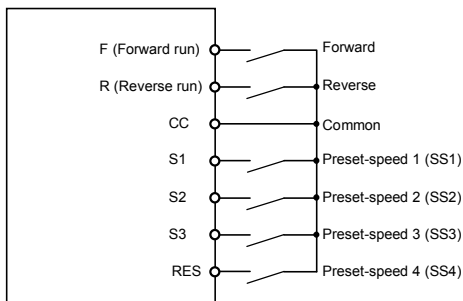 F (Forward run) Forward
R (Reverse run) Reverse
CC Common
S1 Preset-speed 1 (SS1)
S2 Preset-speed 2 (SS2)
S3 Preset-speed 3 (SS3)
RES Preset-speed 4 (SS4)